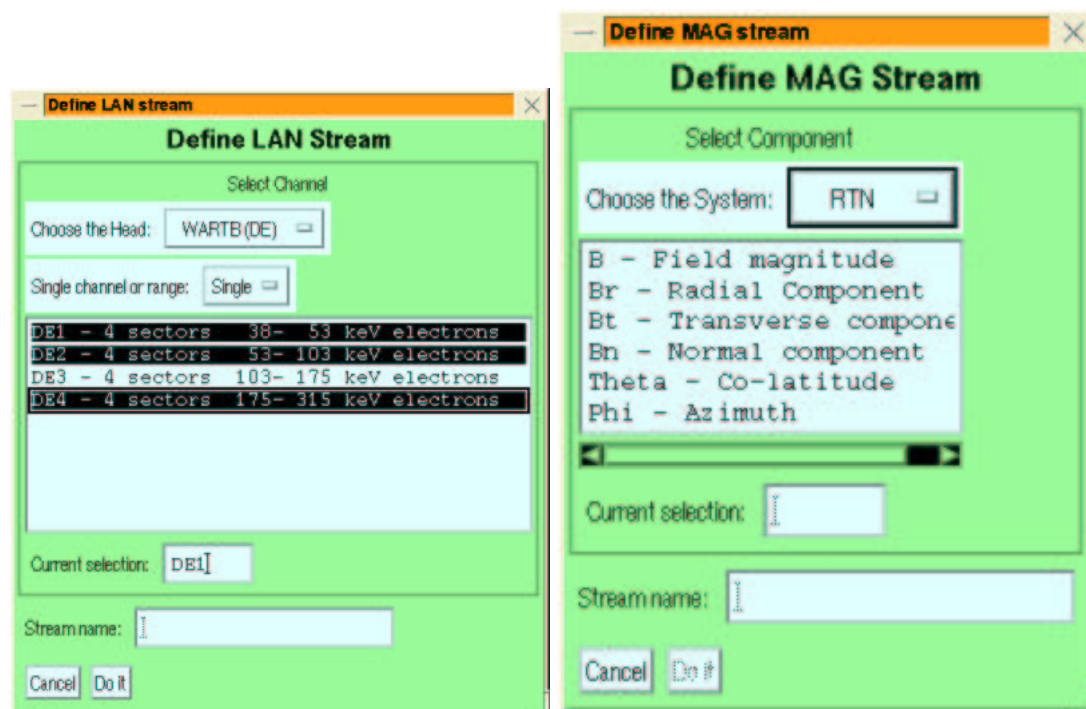 Define LAN stream
Define LAN Stream
Select Channel
Choose the Head: WARTB(DE)
Single channel or range: Single
DE1 - 4 sectors 38- 53 keV electrons
DE2 - 4 sectors 53- 103 keV electrons
DE3 - 4 sectors 103- 175 keV electrons
DE4 - 4 sectors 175- 315 keV electrons
Current selection: DE1
Stream name:
Cancel Do it
Define MAG stream
Define MAG Stream
Select Component
Choose the System: RTN
B - Field magnitude
Br - Radial Component
Bt - Transverse compone
Bn - Normal component
Theta - Co-latitude
Phi - Azimuth
Current selection:
Stream name:
Cancel Do it